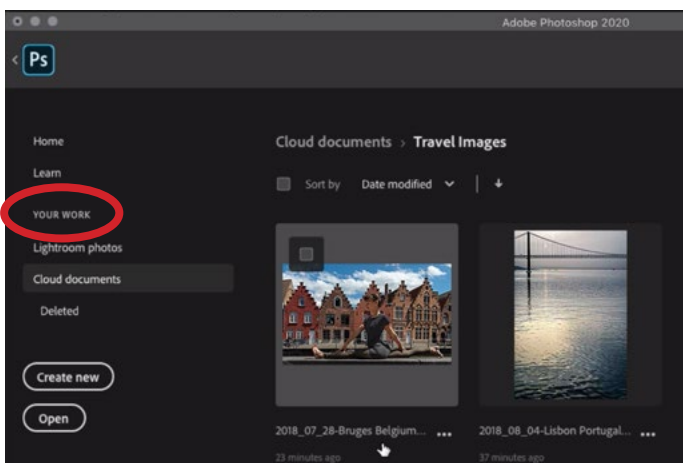 Adobe Photoshop 2020
Ps
Home
Learn
YOUR WORK
Lightroom photos
Cloud documents
Deleted
Create new
Open
Cloud documents > Travel Images
Sort by Date modified
2018_07_28-Bruges Belgium...
23 minutes ago
2018_08_04-Lisbon Portugal...
37 minutes ago